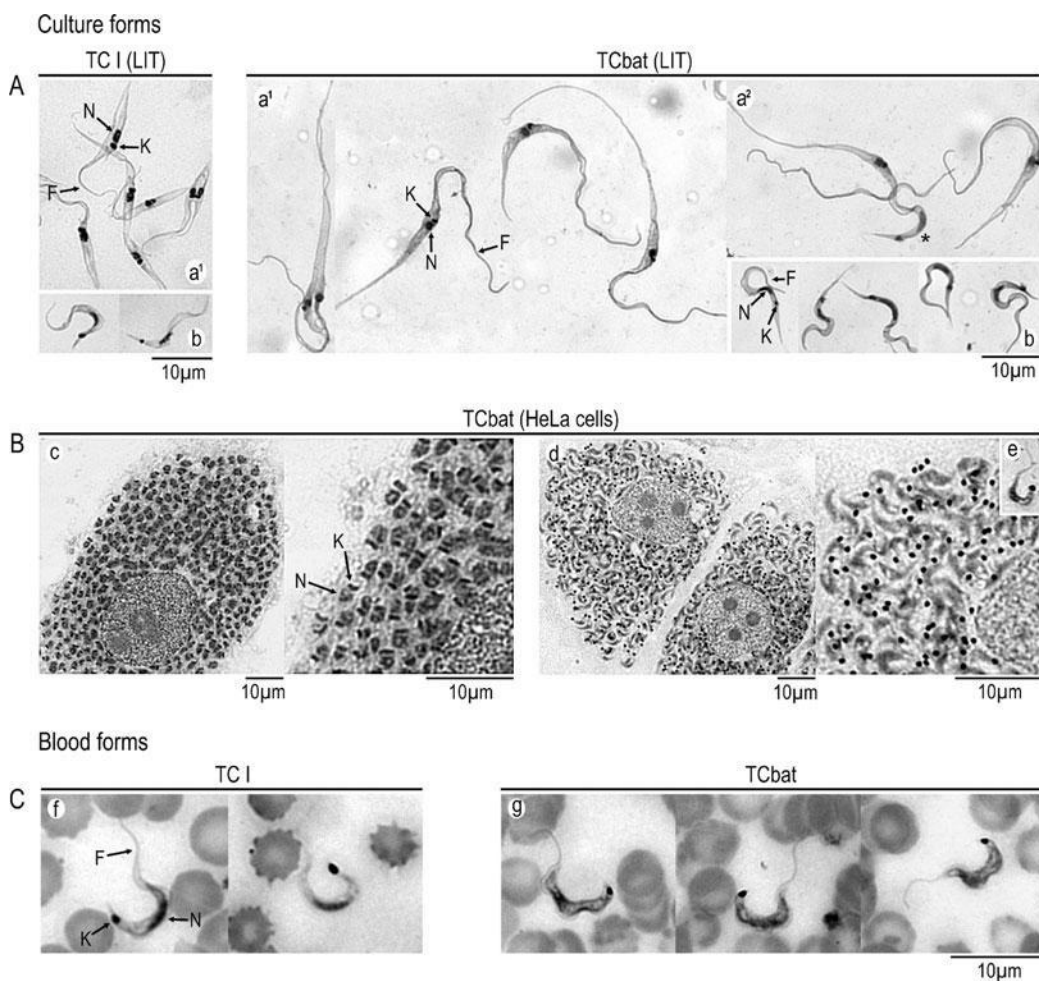 Culture forms
TC I (LIT)
TCbat (LIT)
A
N
K
F
a¹
b
10µm
a¹
K
N
F
a²
*
F
N
K
b
10µm
TCbat (HeLa cells)
B
c
K
N
10µm
10µm
d
e
10µm
10µm
Blood forms
TC I
TCbat
C
f
F
K
N
g
10µm